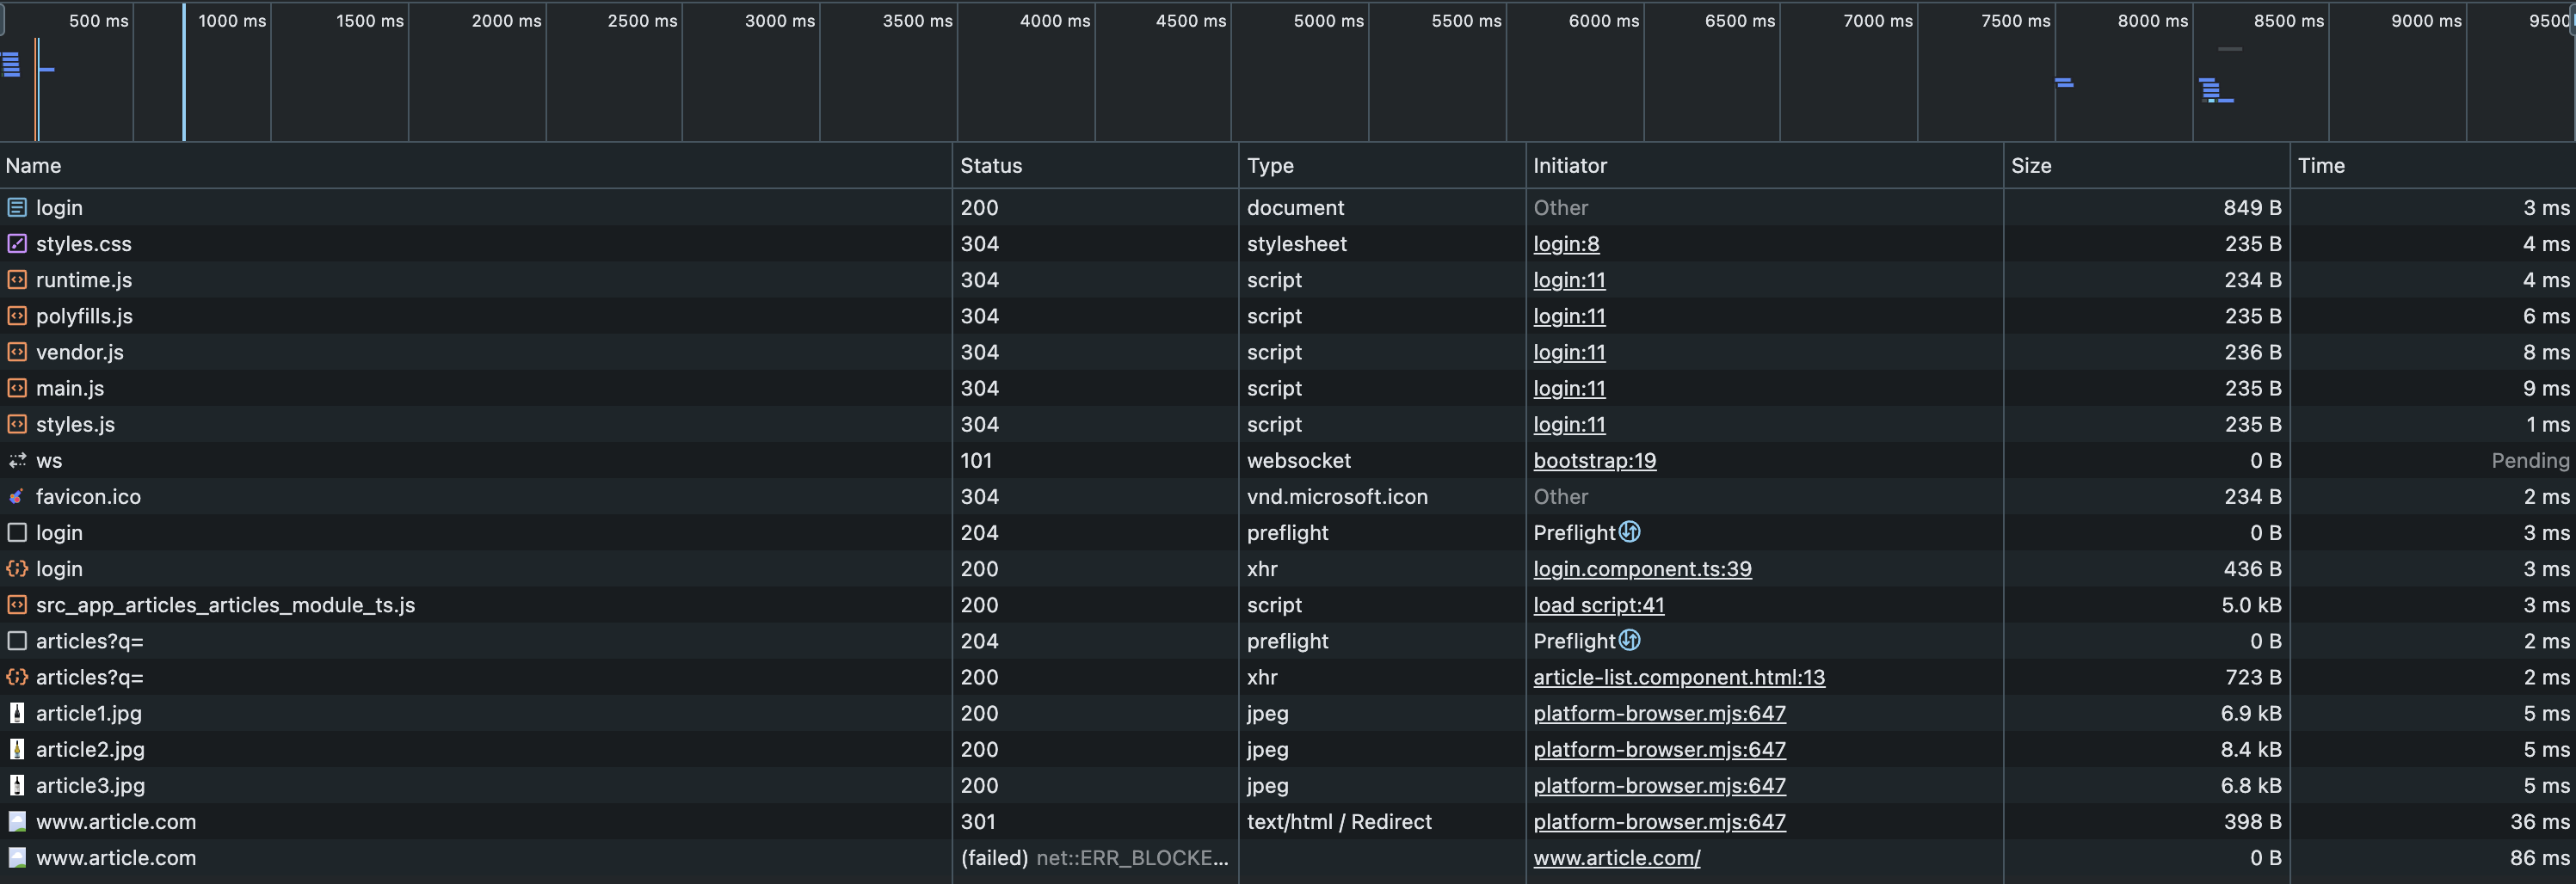 500 ms 1000 ms 1500 ms 2000 ms 2500 ms 3000 ms 3500 ms 4000 ms 4500 ms 5000 ms 5500 ms 6000 ms 6500 ms 7000 ms 7500 ms 8000 ms 8500 ms 9000 ms 9500
Name Status Type Initiator Size Time
login 200 document Other 849 B 3 ms
styles.css 304 stylesheet login:8 235 B 4 ms
runtime.js 304 script login:11 234 B 4 ms
polyfills.js 304 script login:11 235 B 6 ms
vendor.js 304 script login:11 236 B 8 ms
main.js 304 script login:11 235 B 9 ms
styles.js 304 script login:11 235 B 1 ms
ws 101 websocket bootstrap:19 0 B Pending
favicon.ico 304 vnd.microsoft.icon Other 234 B 2 ms
login 204 preflight Preflight 0 B 3 ms
login 200 xhr login.component.ts:39 436 B 3 ms
src_app_articles_articles_module_ts.js 200 script load script:41 5.0 kB 3 ms
articles?q= 204 preflight Preflight 0 B 2 ms
articles?q= 200 xhr article-list.component.html:13 723 B 2 ms
article1.jpg 200 jpeg platform-browser.mjs:647 6.9 kB 5 ms
article2.jpg 200 jpeg platform-browser.mjs:647 8.4 kB 5 ms
article3.jpg 200 jpeg platform-browser.mjs:647 6.8 kB 5 ms
www.article.com 301 text/html / Redirect platform-browser.mjs:647 398 B 36 ms
www.article.com (failed) net::ERR_BLOCKE... www.article.com/ 0 B 86 ms